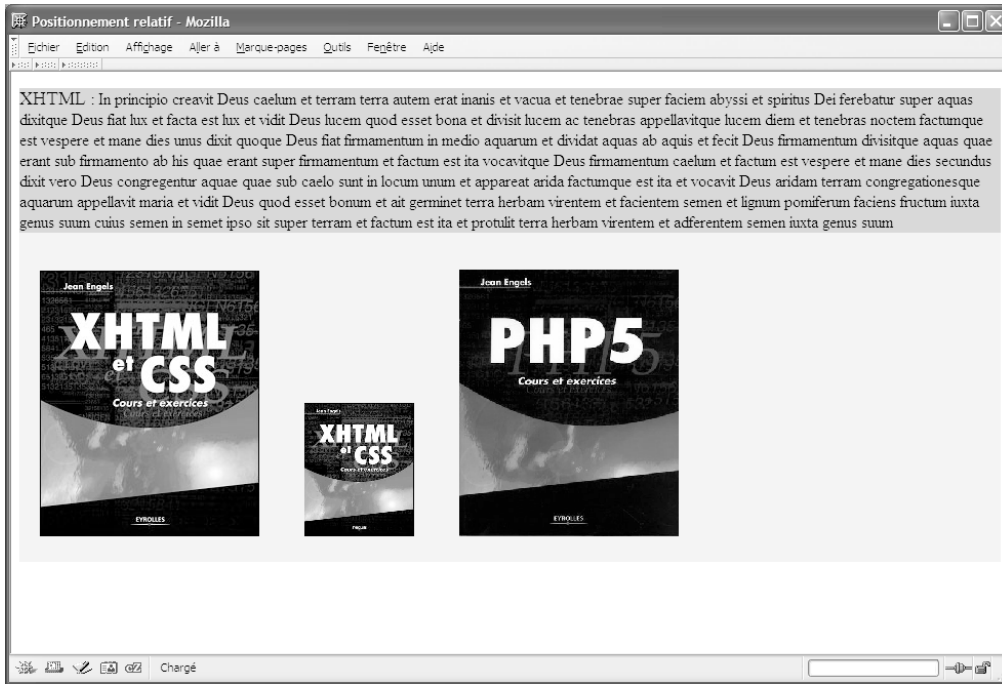 Positionnement relatif - Mozilla
Fichier Edition Affichage Aller à Marque-pages Outils Fenêtre Aide
XHTML : In principio creavit Deus caelum et terram terra autem erat inanis et vacua et tenebrae super faciem abyssi et spiritus Dei ferebatur super aquas
dixitque Deus fiat lux et facta est lux et vidit Deus lucem quod esset bona et divisit lucem ac tenebras appellavitque lucem diem et tenebras noctem factumque
est vespere et mane dies unus dixit quoque Deus fiat firmamentum in medio aquarum et dividat aquas ab aquis et fecit Deus firmamentum divisitque aquas quae
erant sub firmamento ab his quae erant super firmamentum et factum est ita vocavitque Deus firmamentum caelum et factum est vespere et mane dies secundus
dixit vero Deus congregentur aquae quae sub caelo sunt in locum unum et appareat arida factumque est ita et vocavit Deus aridam terram congregationesque
aquarum appellavit maria et vidit Deus quod esset bonum et ait germinet terra herbam virentem et facientem semen et lignum pomiferum faciens fructum iuxta
genus suum cuius semen in semet ipso sit super terram et factum est ita et protulit terra herbam virentem et adferentem semen iuxta genus suum
Jean Engels
XHTML
et CSS
Cours et exercices
EYROLLES
Jean Engels
XHTML
et CSS
Cours et exercices
Jean Engels
PHP5
Cours et exercices
EYROLLES
Chargé